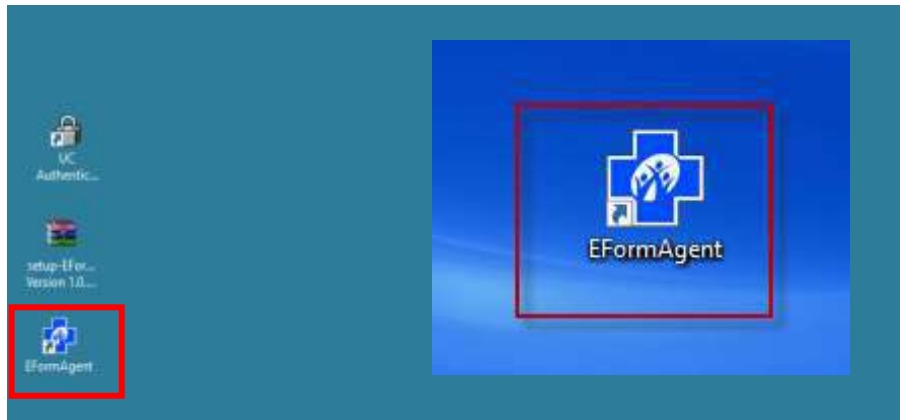 UC
Authentic...
setup-EFor...
Version 1.0....
EFormAgent
EFormAgent